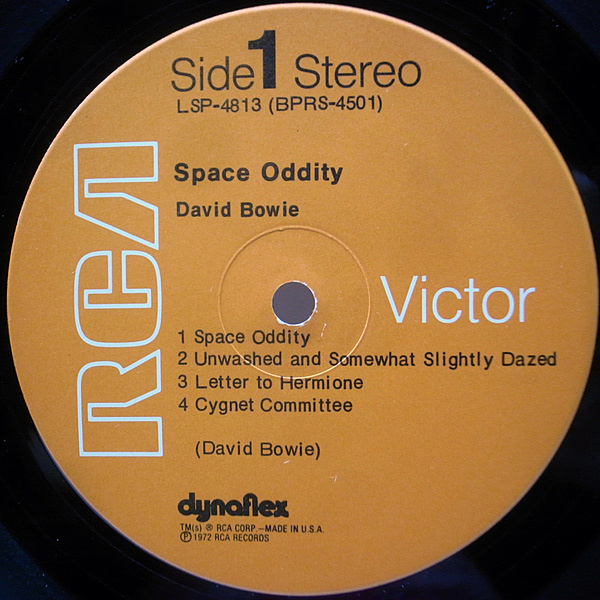 Side 1 Stereo
LSP-4813 (BPRS-4501)
Space Oddity
David Bowie
RCA
Victor
1 Space Oddity
2 Unwashed and Somewhat Slightly Dazed
3 Letter to Hermione
4 Cygnet Committee
(David Bowie)
dynaflex
TM(s) ® RCA CORP.—MADE IN U.S.A.
Ⓟ 1972 RCA RECORDS